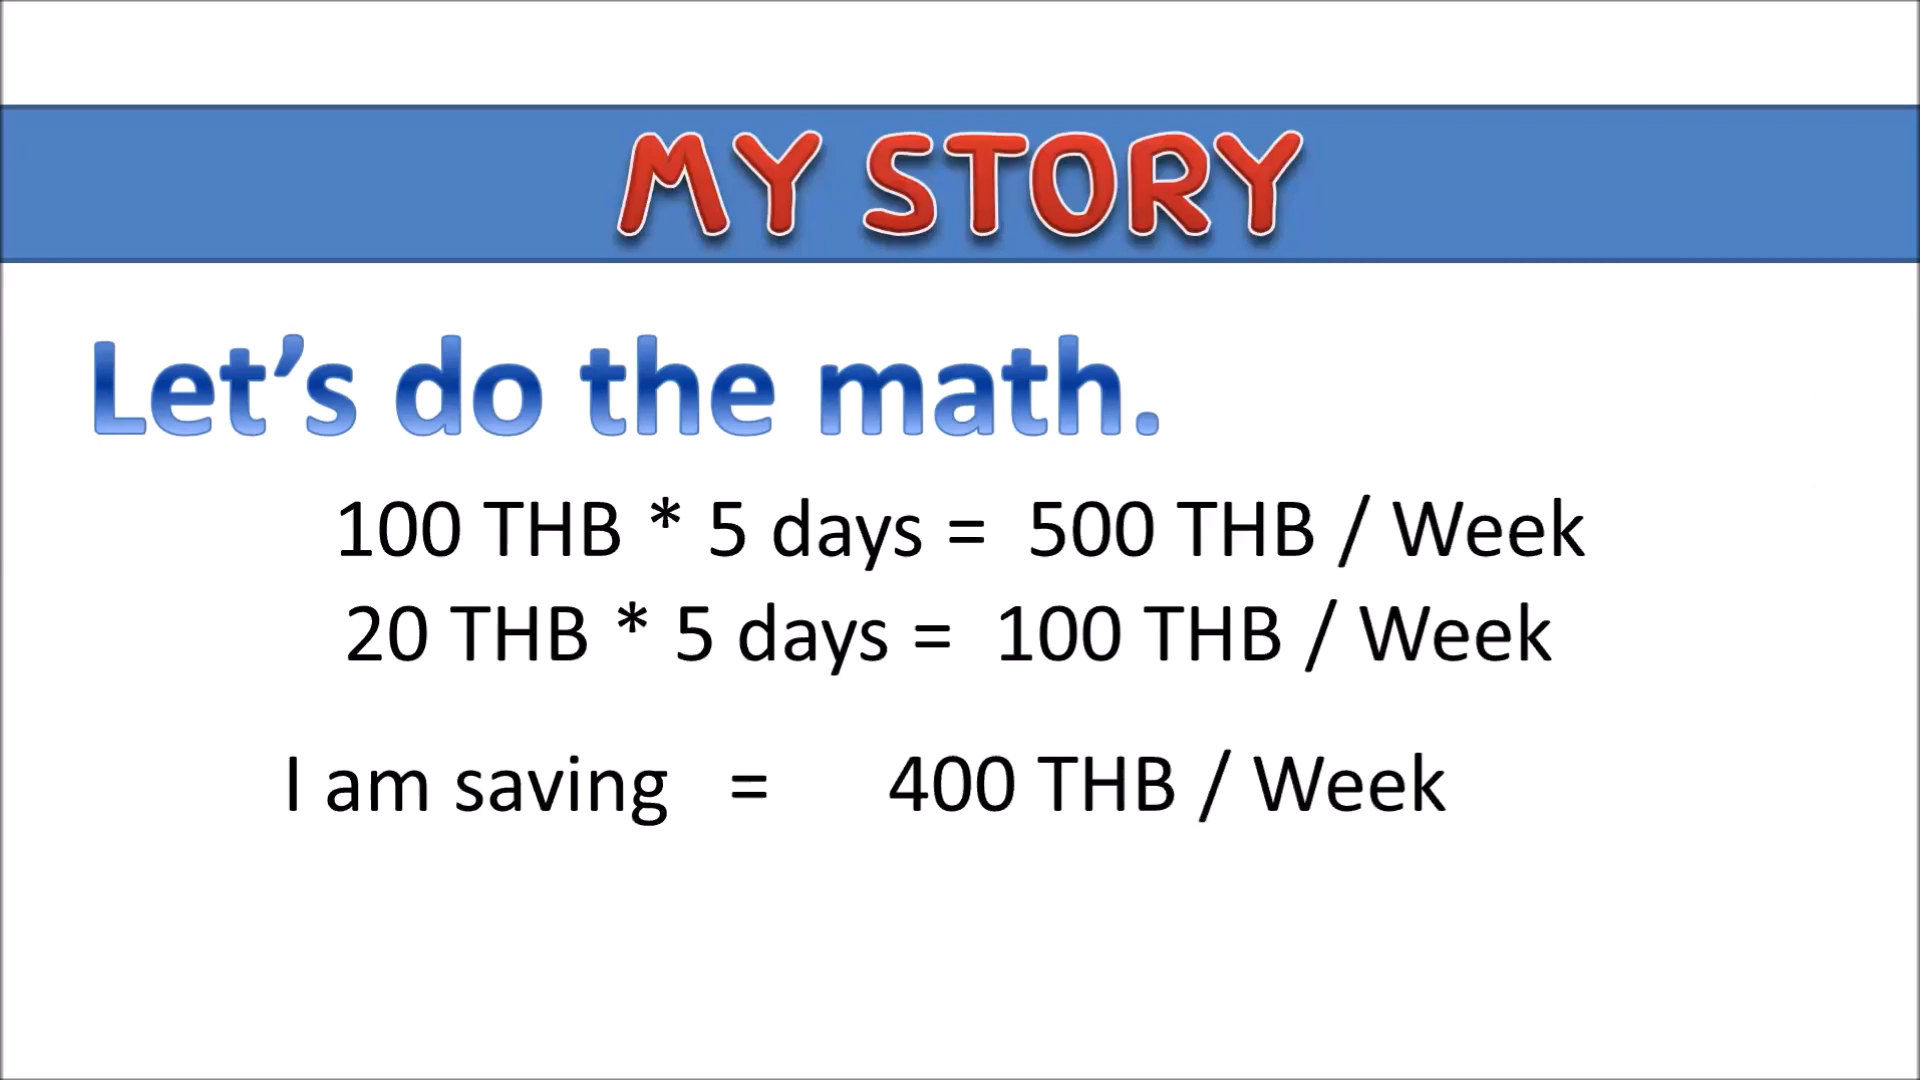 MY STORY
Let’s do the math.
100 THB * 5 days = 500 THB / Week
20 THB * 5 days = 100 THB / Week
I am saving = 400 THB / Week